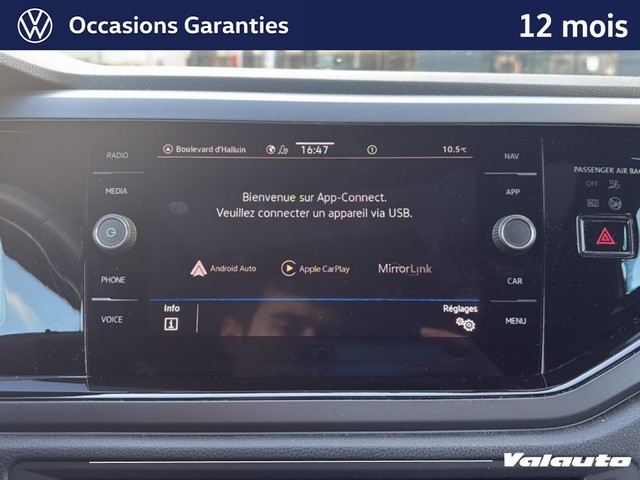 Occasions Garanties
12 mois
RADIO
MEDIA
PHONE
VOICE
Boulevard d'Halluin
16:47
10.5°C
Bienvenue sur App-Connect.
Veuillez connecter un appareil via USB.
Android Auto
Apple CarPlay
MirrorLink
Info
Réglages
NAV
APP
CAR
MENU
PASSENGER AIR BAG
OFF
Valauto